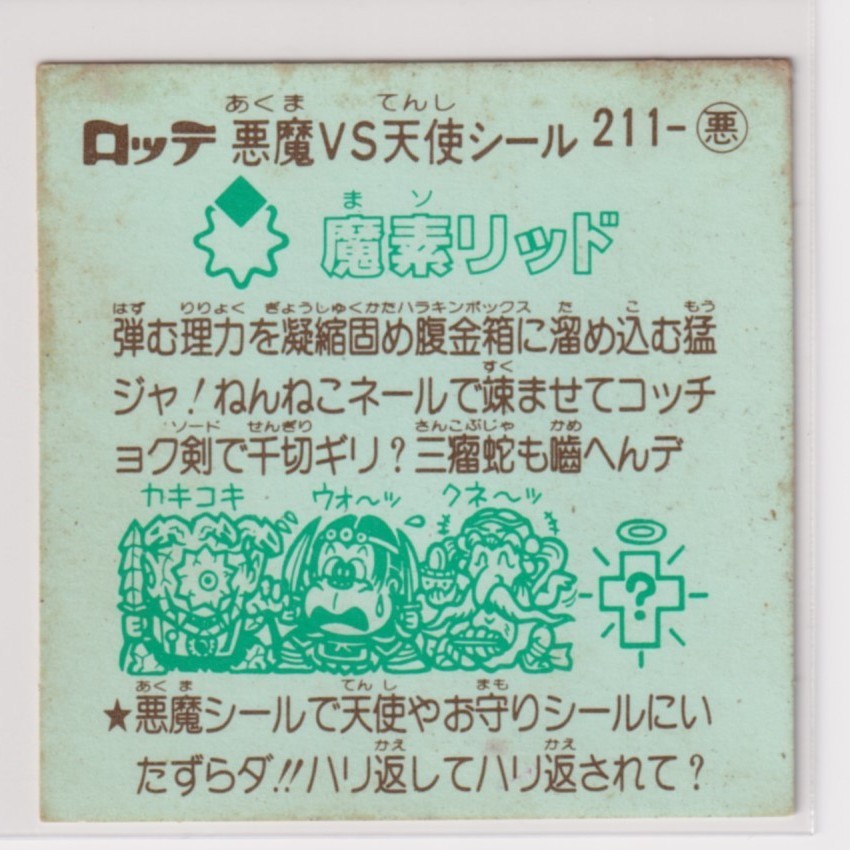 あくま てんし
ロッテ 悪魔VS天使シール 211-悪
ま ソ
魔素リッド
はず りりょく ぎょうしゅくかたハラキンボックス た こ もう
弾む理力を凝縮固め腹金箱に溜め込む猛
すく
ジャ!ねんねこネールで竦ませてコッチ
ソード せんぎり さんこぶじゃ かめ
ョク剣で千切ギリ?三瘤蛇も嚙へんデ
カキコキ ウォ〜ッ クネ〜ッ
?
あくま てんし まも
★悪魔シールで天使やお守りシールにい
かえ かえ
たずらダ!!ハリ返してハリ返されて?